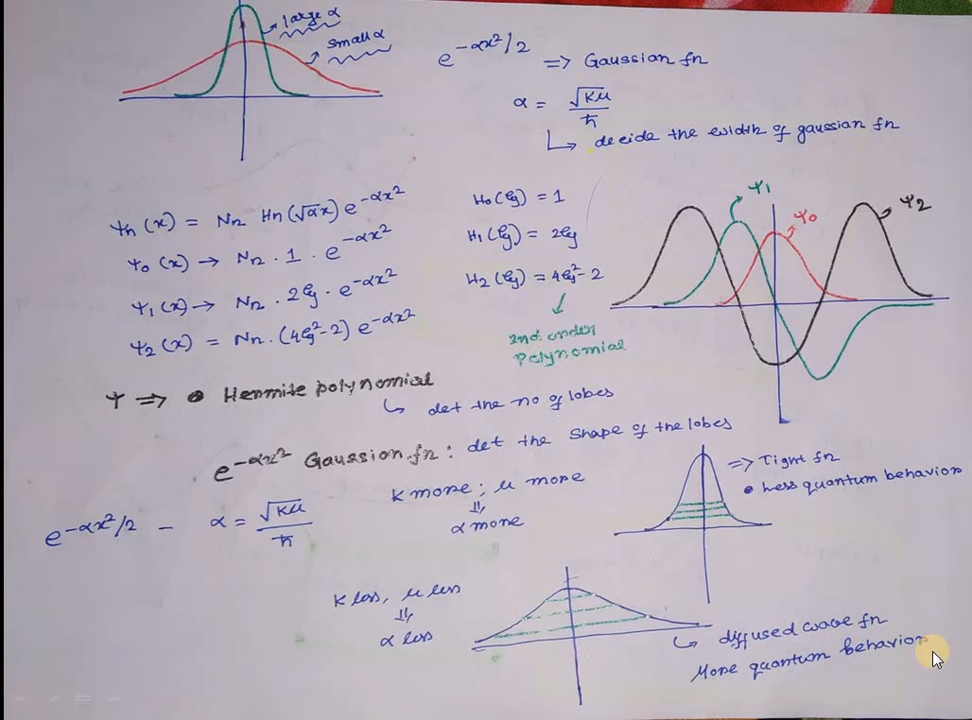 large α
small α
e^{-αx²/2} => Gaussian fn
α = √Kμ / ħ
↳ decide the width of gaussian fn
Ψn(x) = Nn Hn(√αx) e^{-αx²}
Ψ₀(x) → Nn · 1 · e^{-αx²}
Ψ₁(x) → Nn · 2ξ · e^{-αx²}
Ψ₂(x) = Nn · (4ξ²-2) e^{-αx²}
H₀(ξ) = 1
H₁(ξ) = 2ξ
H₂(ξ) = 4ξ²-2
2nd order
polynomial
Ψ₁
Ψ₀
Ψ₂
Ψ => • Hermite polynomial
↳ det the no of lobes
e^{-αx²} Gaussian fn : det the shape of the lobes
e^{-αx²/2} - α = √Kμ / ħ
K more ; μ more
⇓
α more
=> Tight fn
• Less quantum behavior
K less, μ less
⇓
α less
↳ diffused wave fn
More quantum behavior